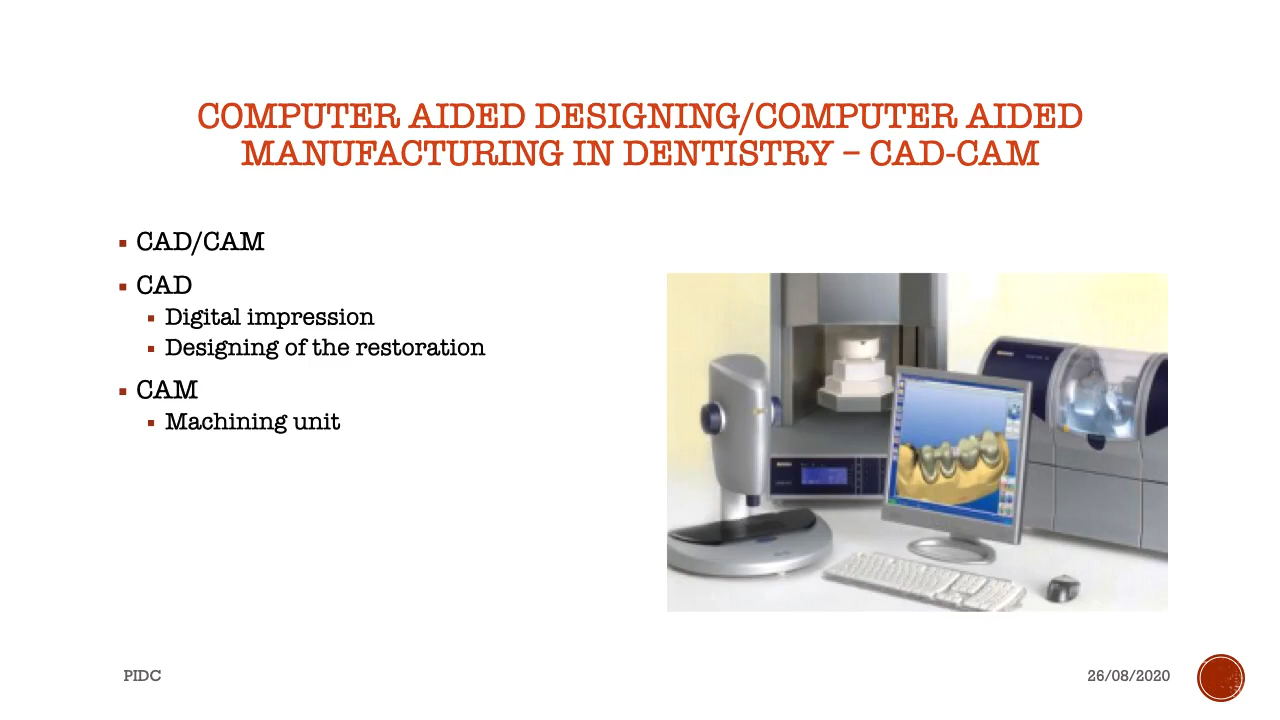 COMPUTER AIDED DESIGNING/COMPUTER AIDED
MANUFACTURING IN DENTISTRY – CAD-CAM
CAD/CAM
CAD
Digital impression
Designing of the restoration
CAM
Machining unit
PIDC
26/08/2020